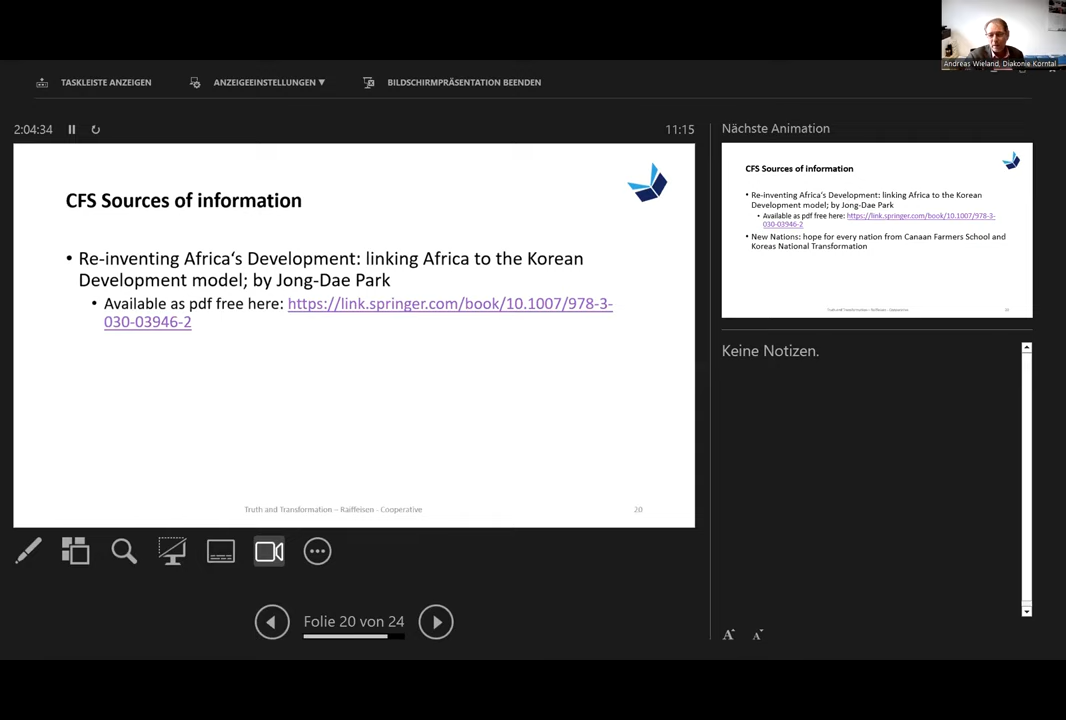 Andreas Wieland, Diakonie Korntal
TASKLEISTE ANZEIGEN
ANZEIGEEINSTELLUNGEN ▼
BILDSCHIRMPRÄSENTATION BEENDEN
2:04:34
11:15
CFS Sources of information
• Re-inventing Africa‘s Development: linking Africa to the Korean
Development model; by Jong-Dae Park
• Available as pdf free here: https://link.springer.com/book/10.1007/978-3-
030-03946-2
Truth and Transformation – Raiffeisen - Cooperative
20
Folie 20 von 24
Nächste Animation
CFS Sources of information
• Re-inventing Africa‘s Development: linking Africa to the Korean
Development model; by Jong-Dae Park
• Available as pdf free here: https://link.springer.com/book/10.1007/978-3-
030-03946-2
• New Nations: hope for every nation from Canaan Farmers School and
Koreas National Transformation
Truth and Transformation – Raiffeisen - Cooperative
20
Keine Notizen.
A A